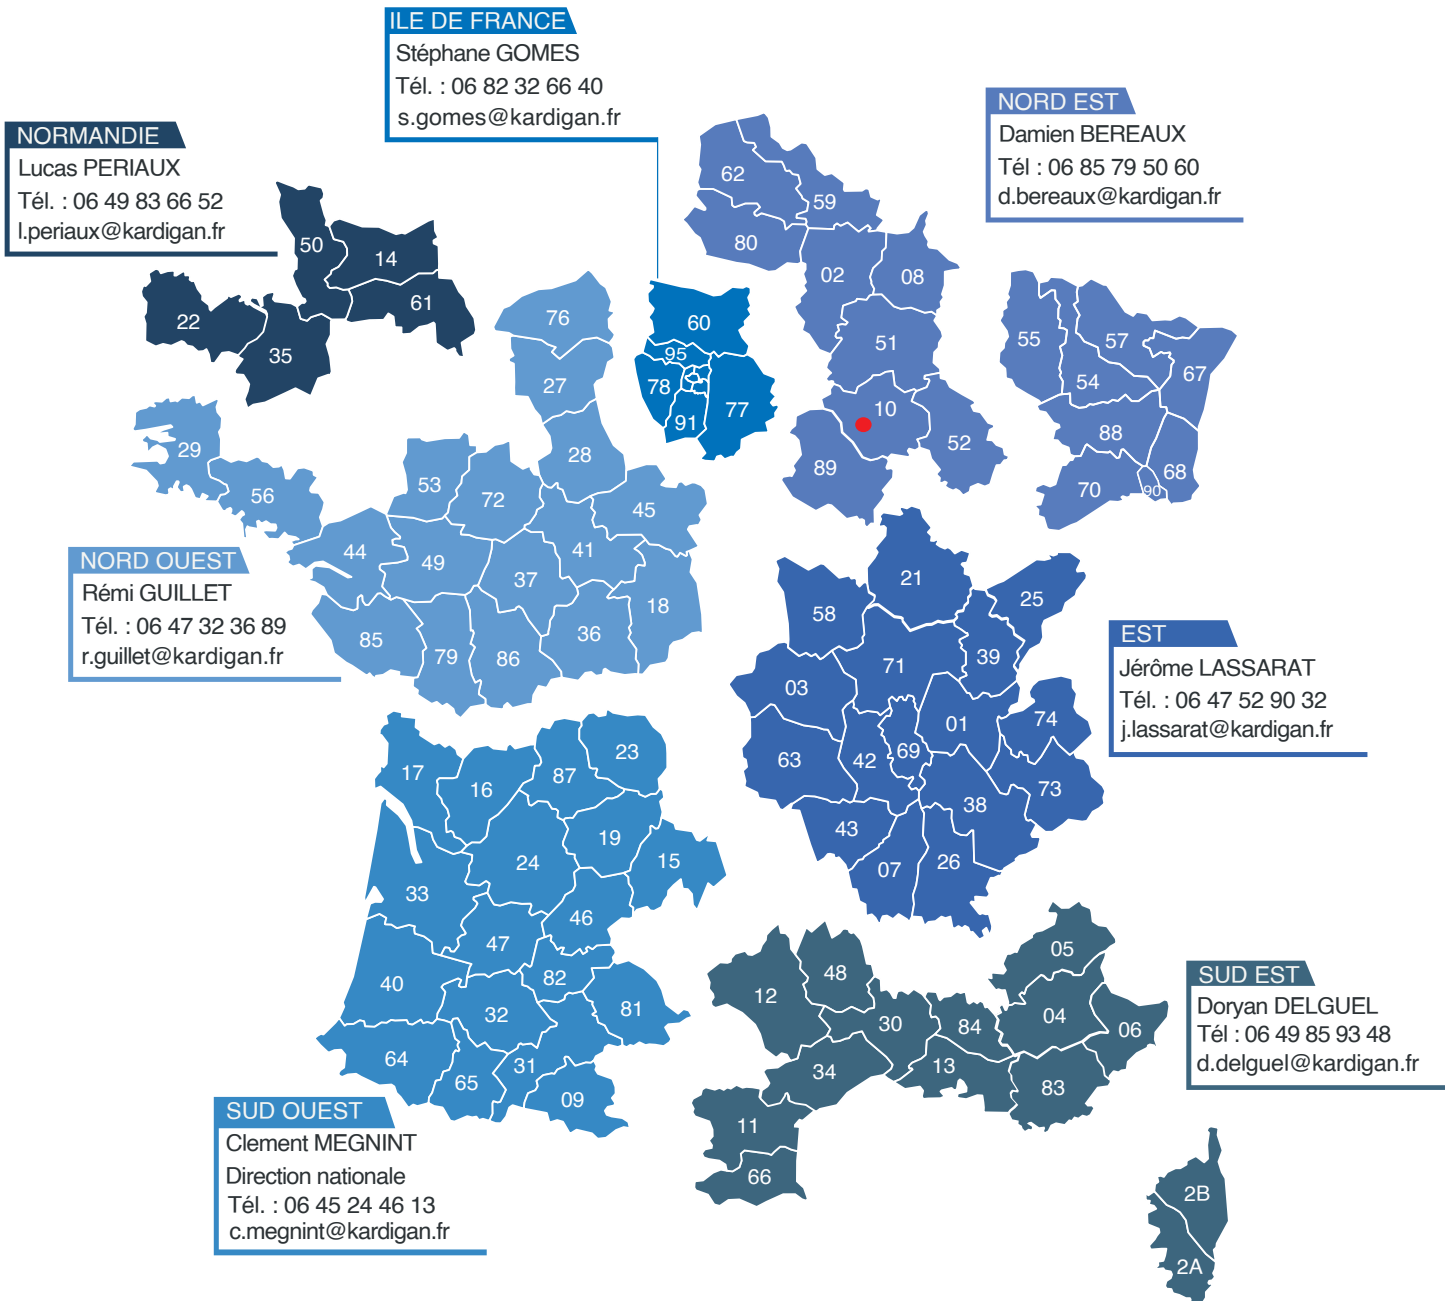 ILE DE FRANCE
Stéphane GOMES
Tél. : 06 82 32 66 40
s.gomes@kardigan.fr
NORD EST
Damien BEREAUX
Tél : 06 85 79 50 60
d.bereaux@kardigan.fr
NORMANDIE
Lucas PERIAUX
Tél. : 06 49 83 66 52
l.periaux@kardigan.fr
50
14
61
22
35
62
59
80
02
08
51
10
52
89
55
57
54
67
88
68
70
90
60
95
78
91
77
76
27
28
29
56
53
72
45
44
49
41
37
18
85
79
86
36
NORD OUEST
Rémi GUILLET
Tél. : 06 47 32 36 89
r.guillet@kardigan.fr
21
58
25
71
39
03
01
74
63
42
69
73
38
43
07
26
EST
Jérôme LASSARAT
Tél. : 06 47 52 90 32
j.lassarat@kardigan.fr
17
16
87
23
19
24
15
33
46
47
82
40
32
81
64
65
31
09
SUD OUEST
Clement MEGNINT
Direction nationale
Tél. : 06 45 24 46 13
c.megnint@kardigan.fr
05
48
12
30
84
04
06
34
13
83
11
66
2B
2A
SUD EST
Doryan DELGUEL
Tél : 06 49 85 93 48
d.delguel@kardigan.fr